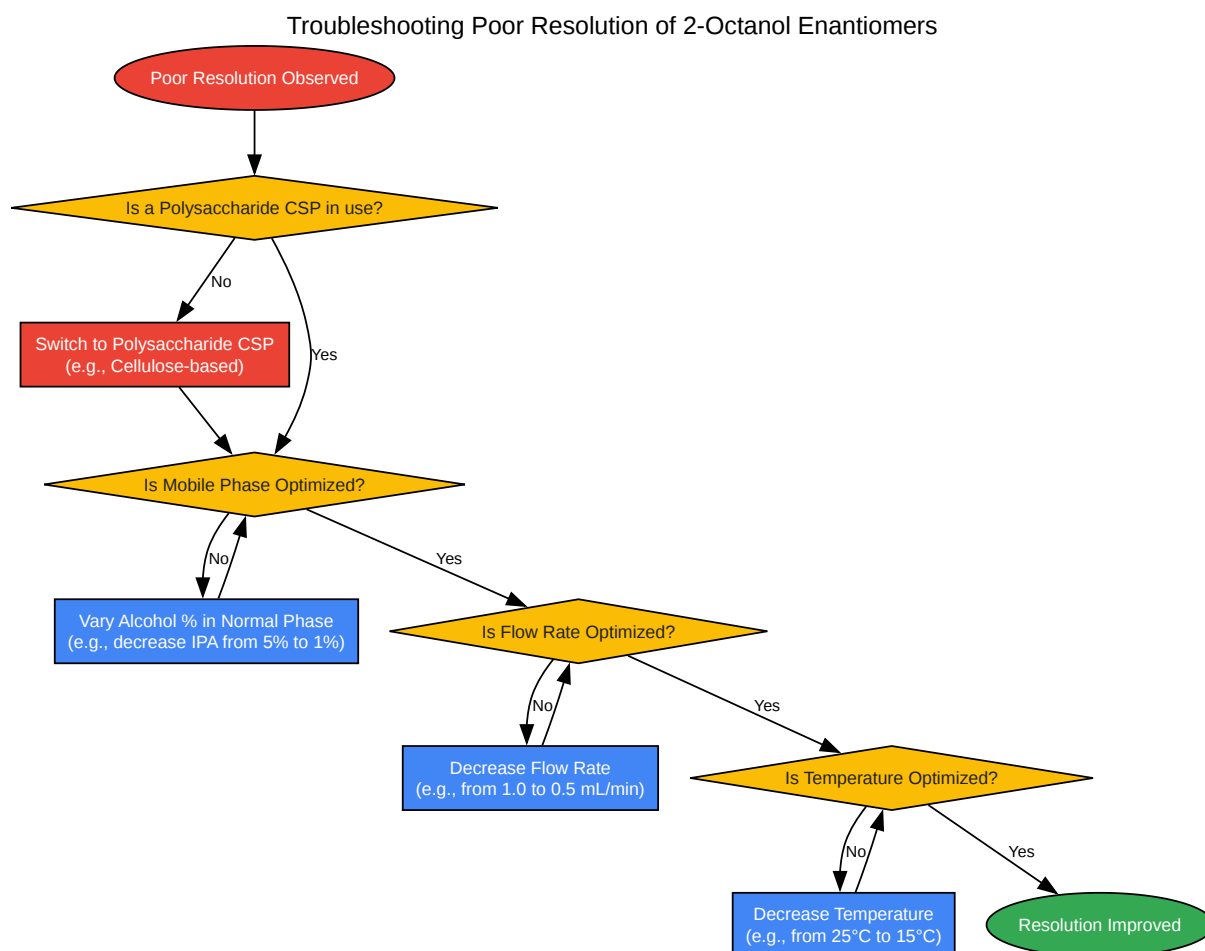 Troubleshooting Poor Resolution of 2-Octanol Enantiomers
Poor Resolution Observed
Is a Polysaccharide CSP in use?
No
Yes
Switch to Polysaccharide CSP
(e.g., Cellulose-based)
Is Mobile Phase Optimized?
No
Yes
Vary Alcohol % in Normal Phase
(e.g., decrease IPA from 5% to 1%)
Is Flow Rate Optimized?
No
Yes
Decrease Flow Rate
(e.g., from 1.0 to 0.5 mL/min)
Is Temperature Optimized?
No
Yes
Decrease Temperature
(e.g., from 25°C to 15°C)
Resolution Improved